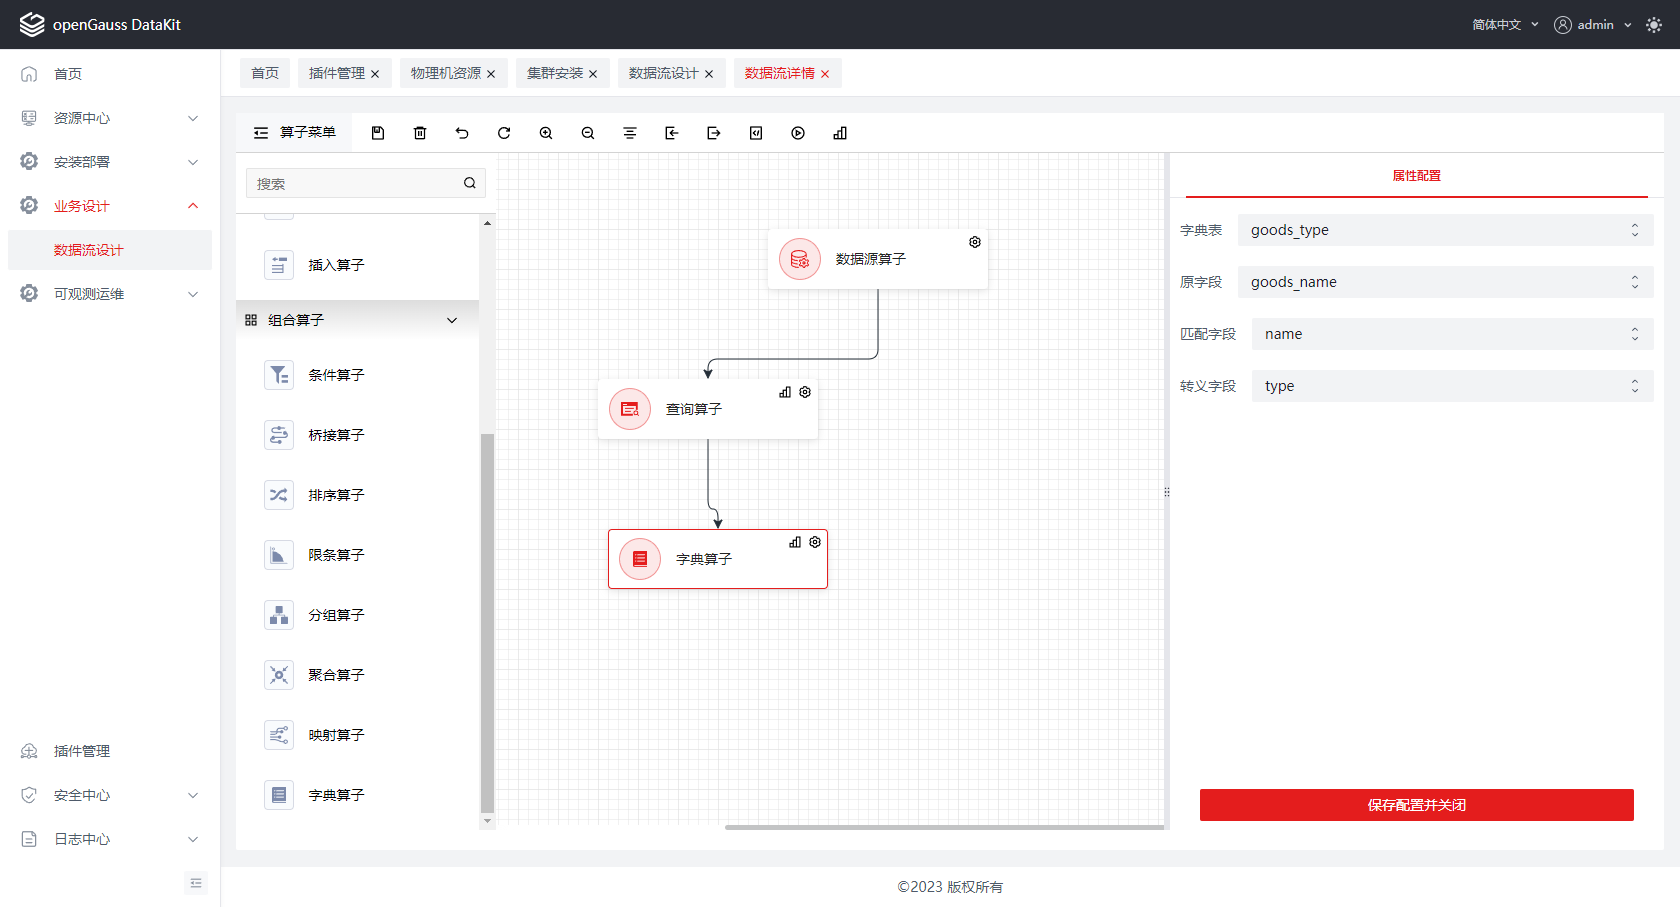 openGauss DataKit
简体中文
admin
首页
资源中心
安装部署
业务设计
数据流设计
可观测运维
插件管理
安全中心
日志中心
首页
插件管理
物理机资源
集群安装
数据流设计
数据流详情
算子菜单
搜索
插入算子
组合算子
条件算子
桥接算子
排序算子
限条算子
分组算子
聚合算子
映射算子
字典算子
数据源算子
查询算子
字典算子
属性配置
字典表 goods_type
原字段 goods_name
匹配字段 name
转义字段 type
保存配置并关闭
©2023 版权所有